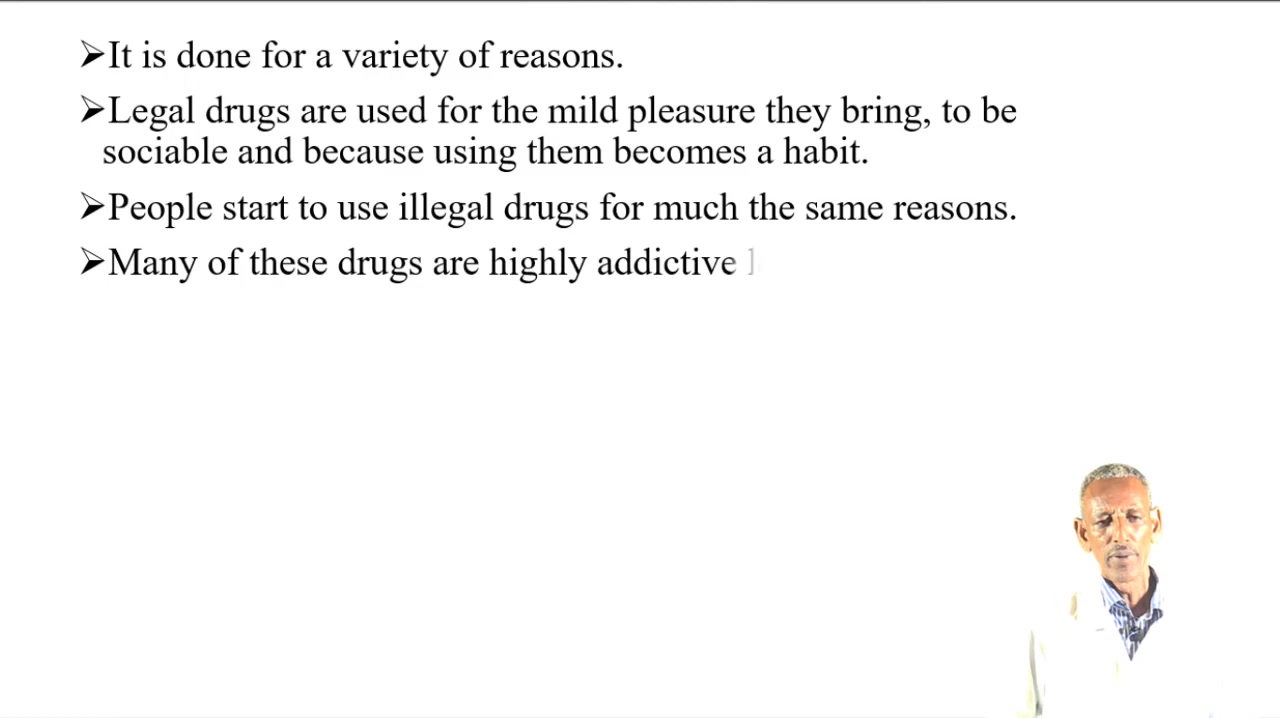 ➢It is done for a variety of reasons.
➢Legal drugs are used for the mild pleasure they bring, to be
sociable and because using them becomes a habit.
➢People start to use illegal drugs for much the same reasons.
➢Many of these drugs are highly addictive